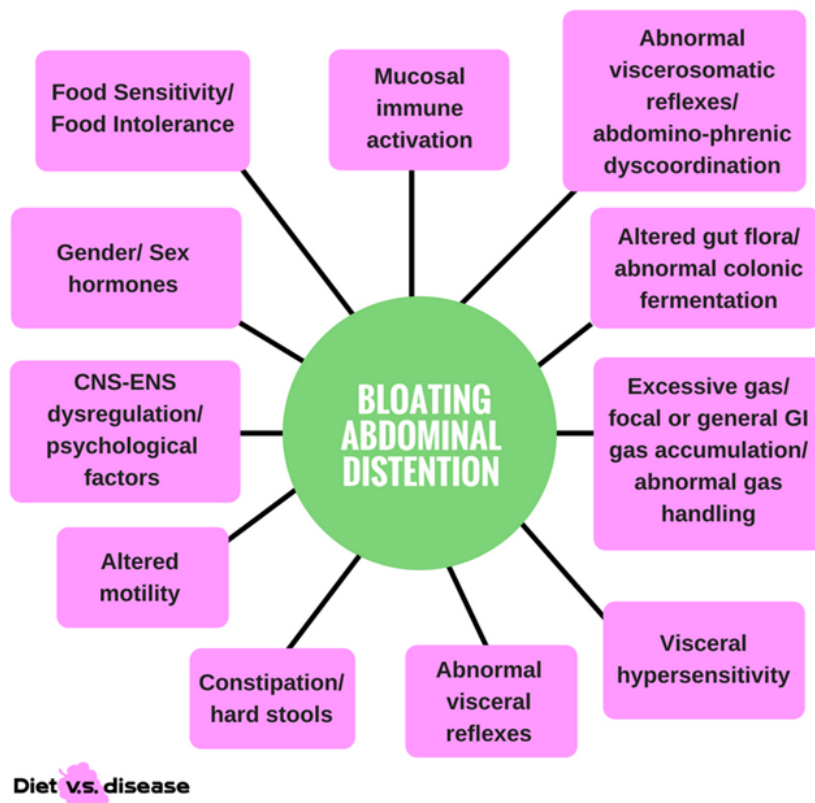 Food Sensitivity/
Food Intolerance
Mucosal
immune
activation
Abnormal
viscerosomatic
reflexes/
abdomino-phrenic
dyscoordination
Gender/ Sex
hormones
Altered gut flora/
abnormal colonic
fermentation
CNS-ENS
dysregulation/
psychological
factors
BLOATING
ABDOMINAL
DISTENTION
Excessive gas/
focal or general GI
gas accumulation/
abnormal gas
handling
Altered
motility
Constipation/
hard stools
Abnormal
visceral
reflexes
Visceral
hypersensitivity
Diet v.s. disease